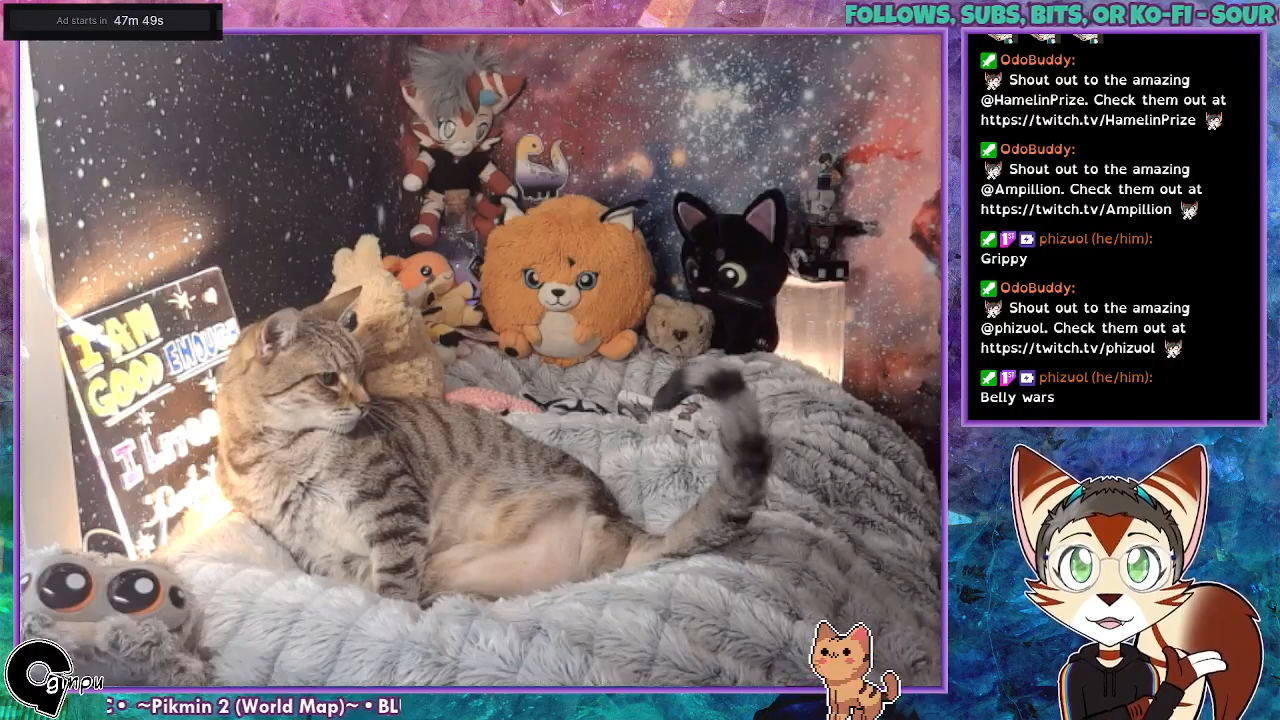 Ad starts in 47m 49s
FOLLOWS, SUBS, BITS, OR KO-FI - SOUR
OdoBuddy:
Shout out to the amazing
@HamelinPrize. Check them out at
https://twitch.tv/HamelinPrize
OdoBuddy:
Shout out to the amazing
@Ampillion. Check them out at
https://twitch.tv/Ampillion
1ST phizuol (he/him):
Grippy
OdoBuddy:
Shout out to the amazing
@phizuol. Check them out at
https://twitch.tv/phizuol
1ST phizuol (he/him):
Belly wars
I AM
GOOD ENOUGH
ginpu
• ~Pikmin 2 (World Map)~ • BL